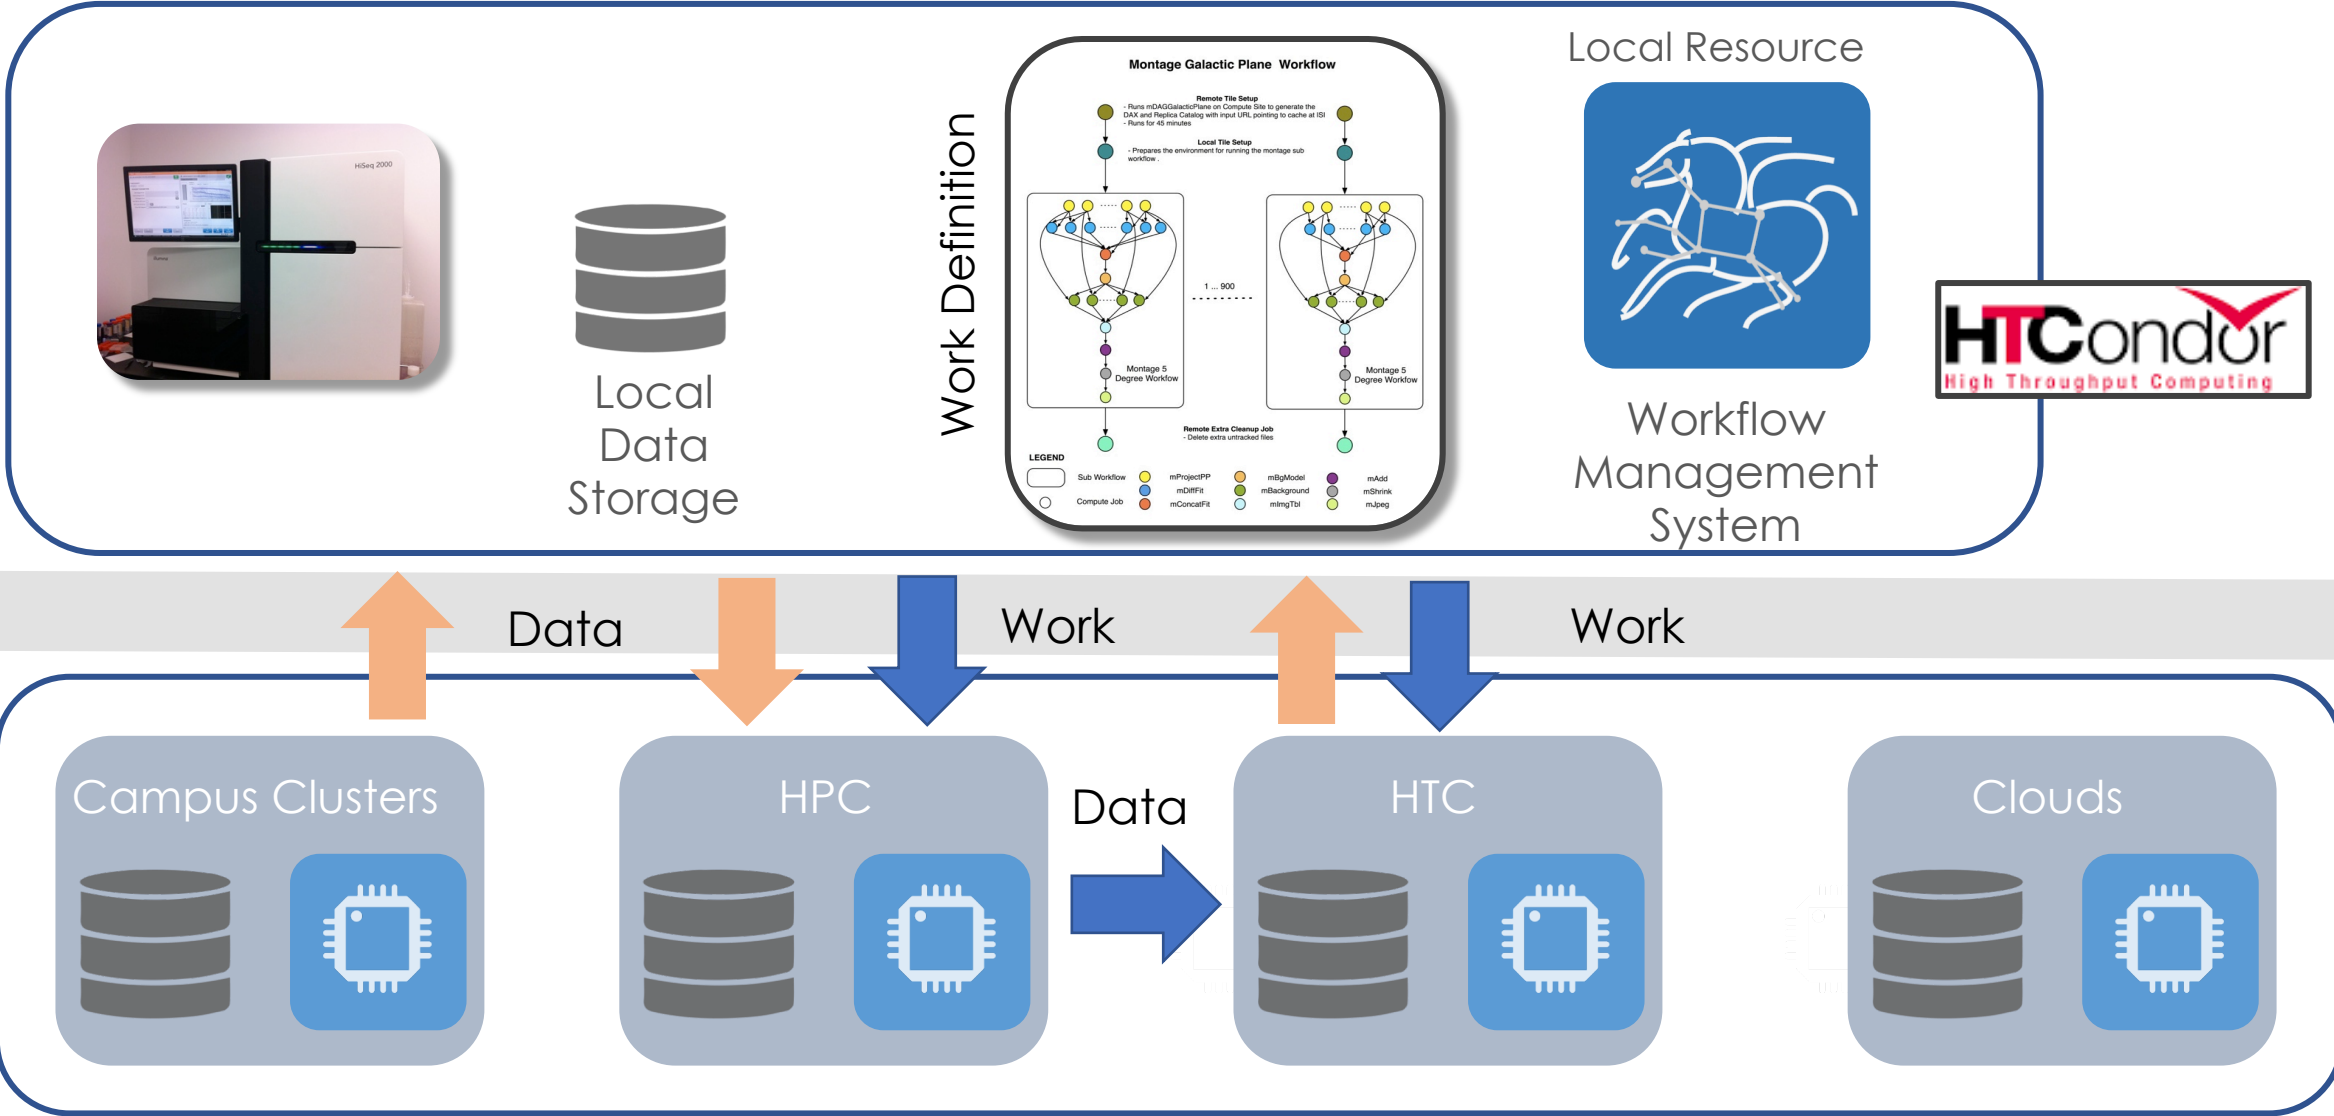 Local Resource
Montage Galactic Plane Workflow
Remote Tile Setup
- Runs mDAGGalacticPlane on Compute Site to generate the
DAX and Replica Catalog with input URL pointing to cache at ISI
- Runs for 45 minutes
Local Tile Setup
- Prepares the environment for running the montage sub
workflow .
HiSeq 2000
Work Definition
1 ... 900
Montage 5
Degree Workfow
Montage 5
Degree Workfow
Remote Extra Cleanup Job
- Delete extra untracked files
LEGEND
Sub Workflow
mProjectPP
mBgModel
mAdd
mDiffFit
mBackground
mShrink
Compute Job
mConcatFit
mImgTbl
mJpeg
Local
Data
Storage
HTCondor
High Throughput Computing
Workflow
Management
System
Data
Work
Work
Campus Clusters
HPC
Data
HTC
Clouds